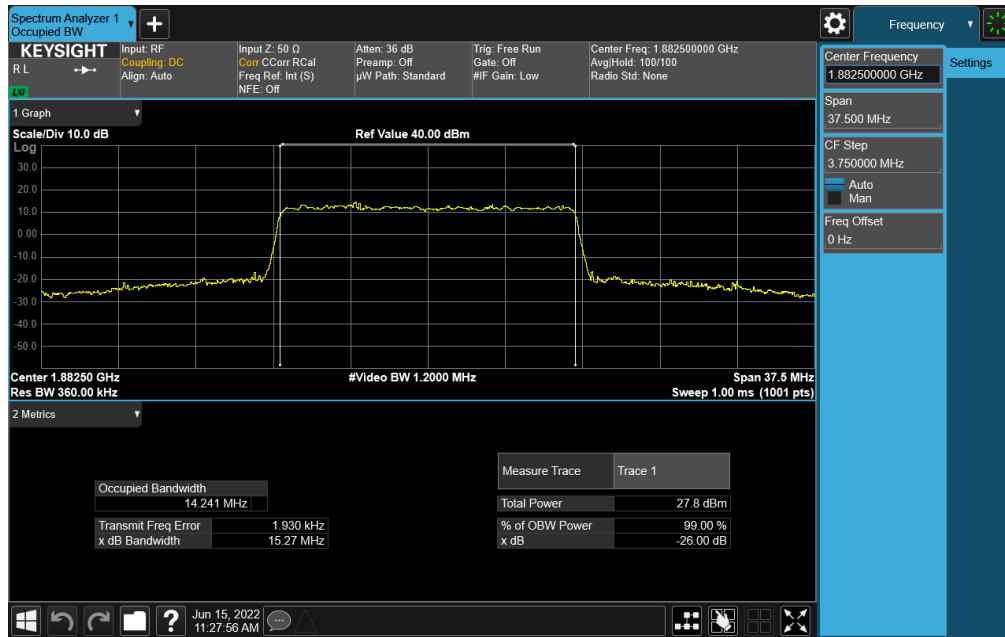 Spectrum Analyzer 1
Occupied BW
Frequency
KEYSIGHT
R L
LXI
Input: RF
Coupling: DC
Align: Auto
Input Z: 50 Ω
Corr CCorr RCal
Freq Ref: Int (S)
NFE: Off
Atten: 36 dB
Preamp: Off
µW Path: Standard
Trig: Free Run
Gate: Off
#IF Gain: Low
Center Freq: 1.882500000 GHz
Avg|Hold: 100/100
Radio Std: None
Center Frequency
1.882500000 GHz
Settings
Span
37.500 MHz
CF Step
3.750000 MHz
Auto
Man
Freq Offset
0 Hz
1 Graph
Scale/Div 10.0 dB
Ref Value 40.00 dBm
Log
30.0
20.0
10.0
0.00
-10.0
-20.0
-30.0
-40.0
-50.0
Center 1.88250 GHz
#Video BW 1.2000 MHz
Span 37.5 MHz
Res BW 360.00 kHz
Sweep 1.00 ms (1001 pts)
2 Metrics
Measure Trace
Trace 1
Occupied Bandwidth
14.241 MHz
Total Power
27.8 dBm
Transmit Freq Error
1.930 kHz
% of OBW Power
99.00 %
x dB Bandwidth
15.27 MHz
x dB
-26.00 dB
?
Jun 15, 2022
11:27:56 AM